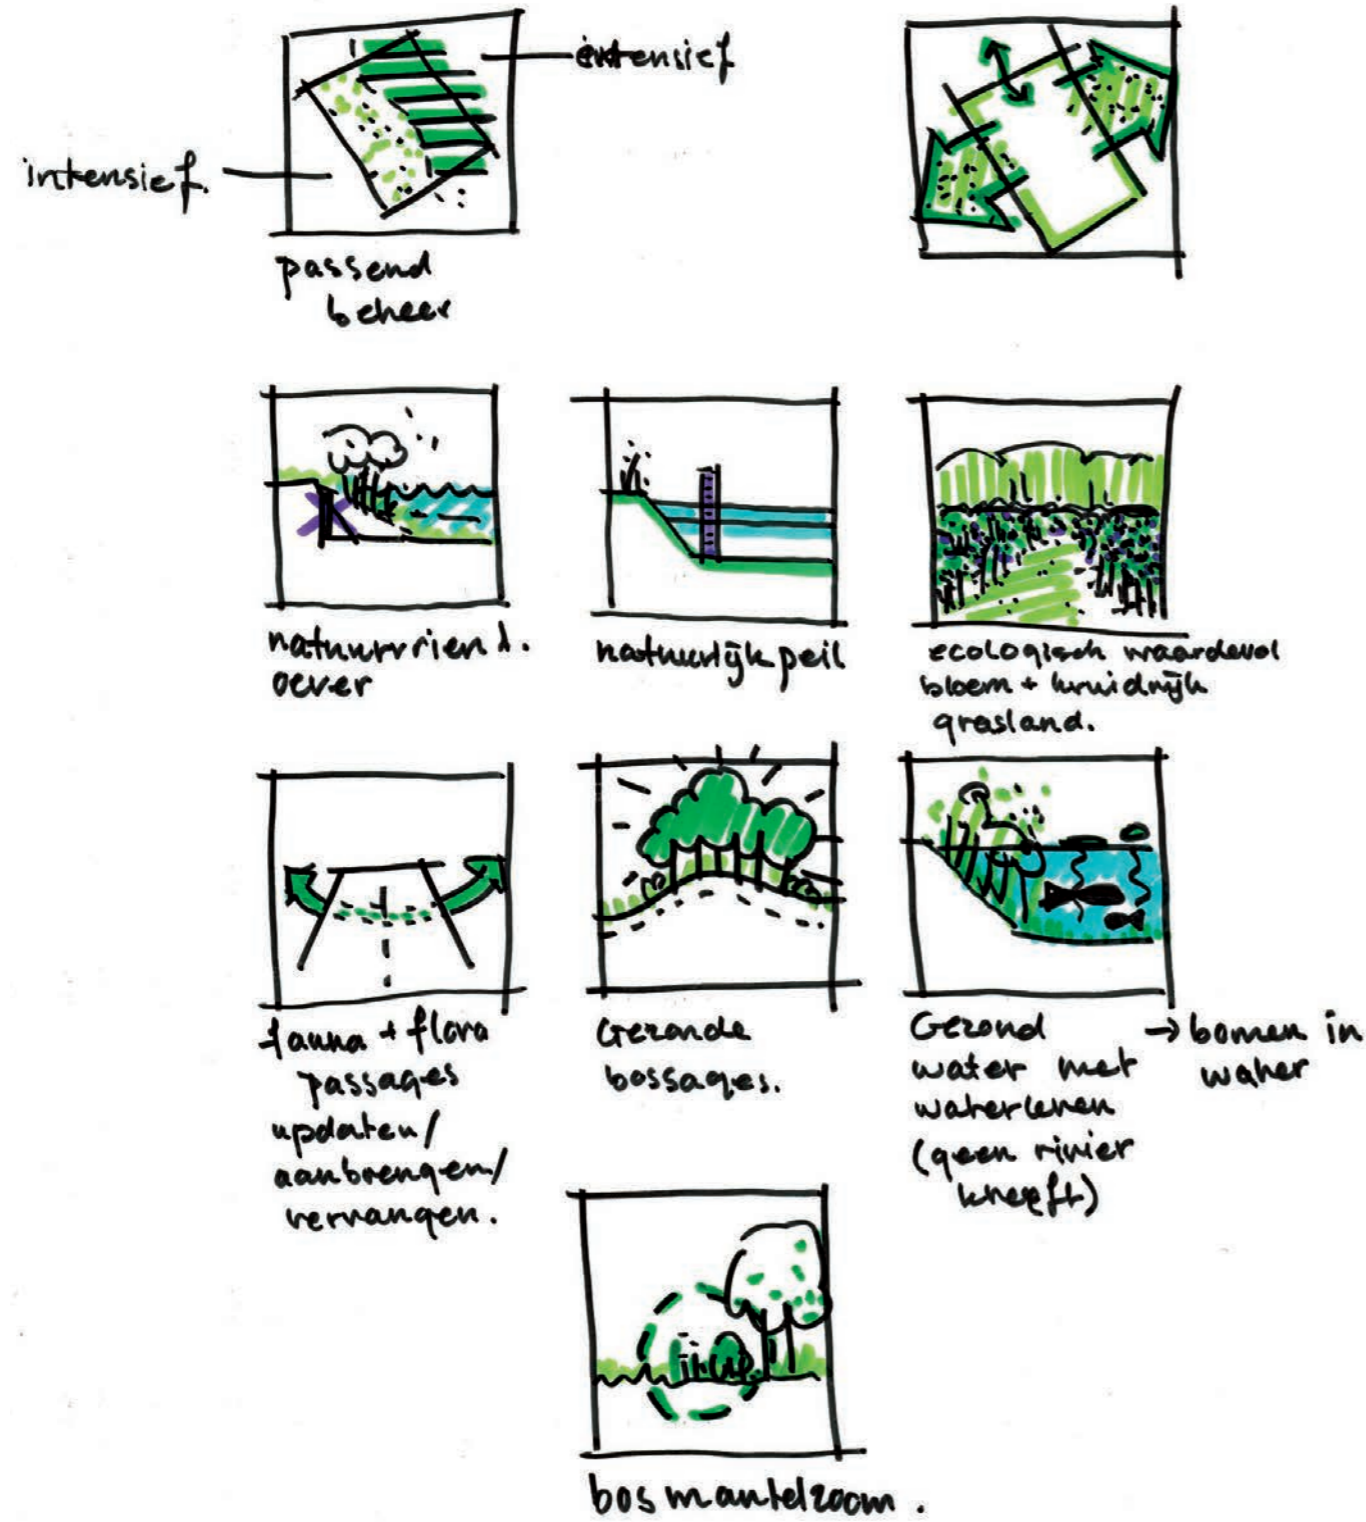 extensief
intensief.
passend
beheer
natuurvriend.
oever
natuurlijk peil
ecologisch waardevol
bloem + kruidrijk
grasland.
fauna + flora
passages
updaten/
aanbrengen/
vervangen.
Gezonde
bossages.
Gezond
water met
waterleven
(geen rivier
kreeft)
→ bomen in
water
bosmantelzoom.